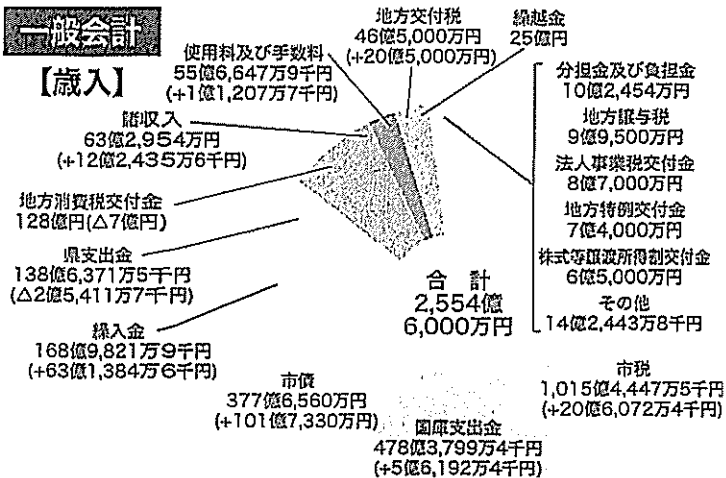 一般会計
【歳入】
地方交付税
46億5,000万円
(+20億5,000万円)
繰越金
25億円
使用料及び手数料
55億6,647万9千円
(+1億1,207万7千円)
諸収入
63億2,954万円
(+12億2,435万6千円)
地方消費税交付金
128億円(△7億円)
県支出金
138億6,371万5千円
(△2億5,411万7千円)
繰入金
168億9,821万9千円
(+63億1,384万6千円)
市債
377億6,560万円
(+101億7,330万円)
国庫支出金
478億3,799万4千円
(+5億6,192万4千円)
市税
1,015億4,447万5千円
(+20億6,072万4千円)
分担金及び負担金
10億2,454万円
地方譲与税
9億9,500万円
法人事業税交付金
8億7,000万円
地方特例交付金
7億4,000万円
株式等譲渡所得割交付金
6億5,000万円
その他
14億2,443万8千円
合計
2,554億
6,000万円